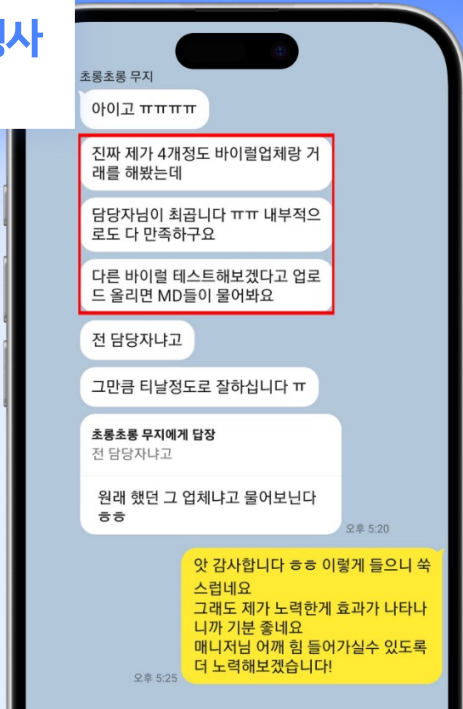 사
초롱초롱 무지
아이고 ㅠㅠㅠㅠ
진짜 제가 4개정도 바이럴업체랑 거
래를 해봤는데
담당자님이 최곱니다 ㅠㅠ 내부적으
로도 다 만족하구요
다른 바이럴 테스트해보겠다고 업로
드 올리면 MD들이 물어봐요
전 담당자냐고
그만큼 티날정도로 잘하십니다 ㅠ
초롱초롱 무지에게 답장
전 담당자냐고
원래 했던 그 업체냐고 물어보닌다
ㅎㅎ
오후 5:20
앗 감사합니다 ㅎㅎ 이렇게 들으니 쑥
스럽네요
그래도 제가 노력한게 효과가 나타나
니까 기분 좋네요
매니저님 어깨 힘 들어가실수 있도록
더 노력해보겠습니다!
오후 5:25